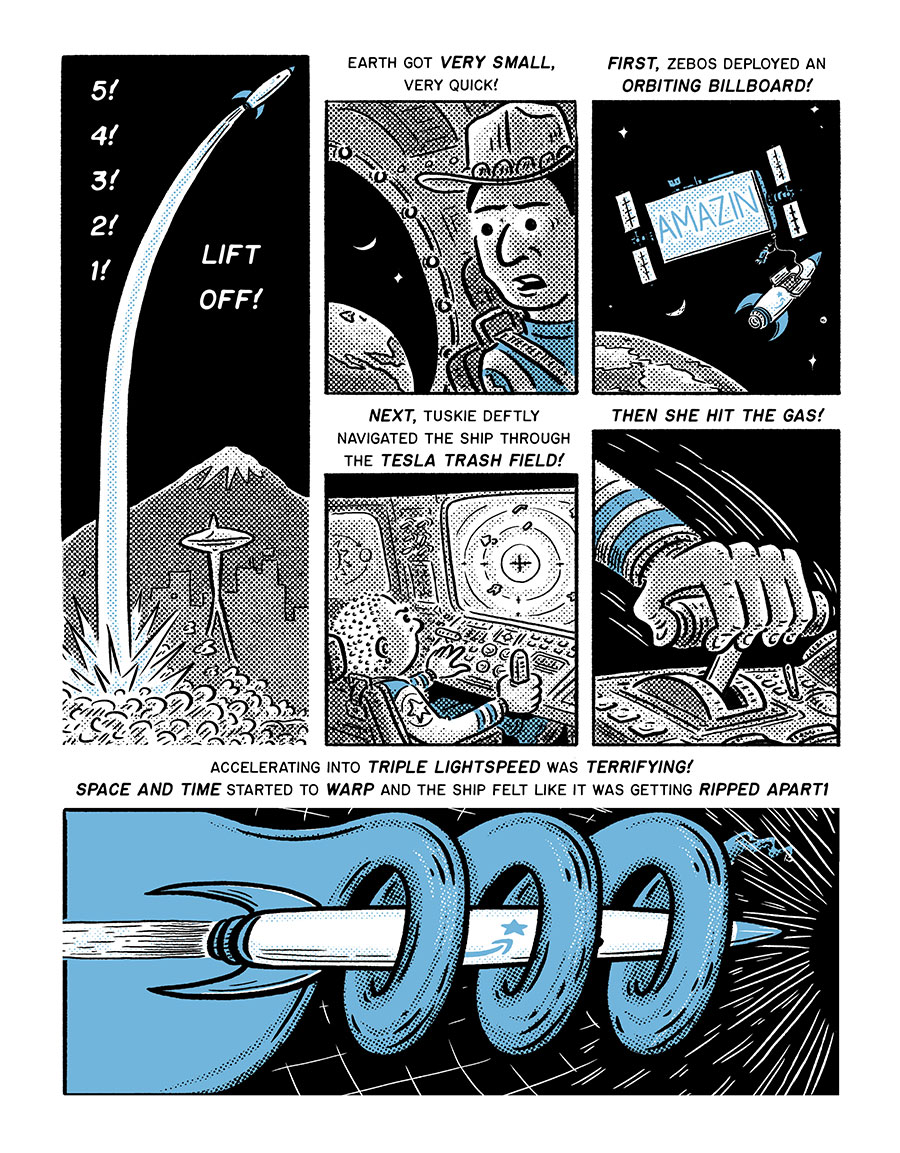 5!
4!
3!
2!
1!
LIFT
OFF!
EARTH GOT VERY SMALL,
VERY QUICK!
FIRST, ZEBOS DEPLOYED AN
ORBITING BILLBOARD!
AMAZIN
NEXT, TUSKIE DEFTLY
NAVIGATED THE SHIP THROUGH
THE TESLA TRASH FIELD!
THEN SHE HIT THE GAS!
ACCELERATING INTO TRIPLE LIGHTSPEED WAS TERRIFYING!
SPACE AND TIME STARTED TO WARP AND THE SHIP FELT LIKE IT WAS GETTING RIPPED APART1